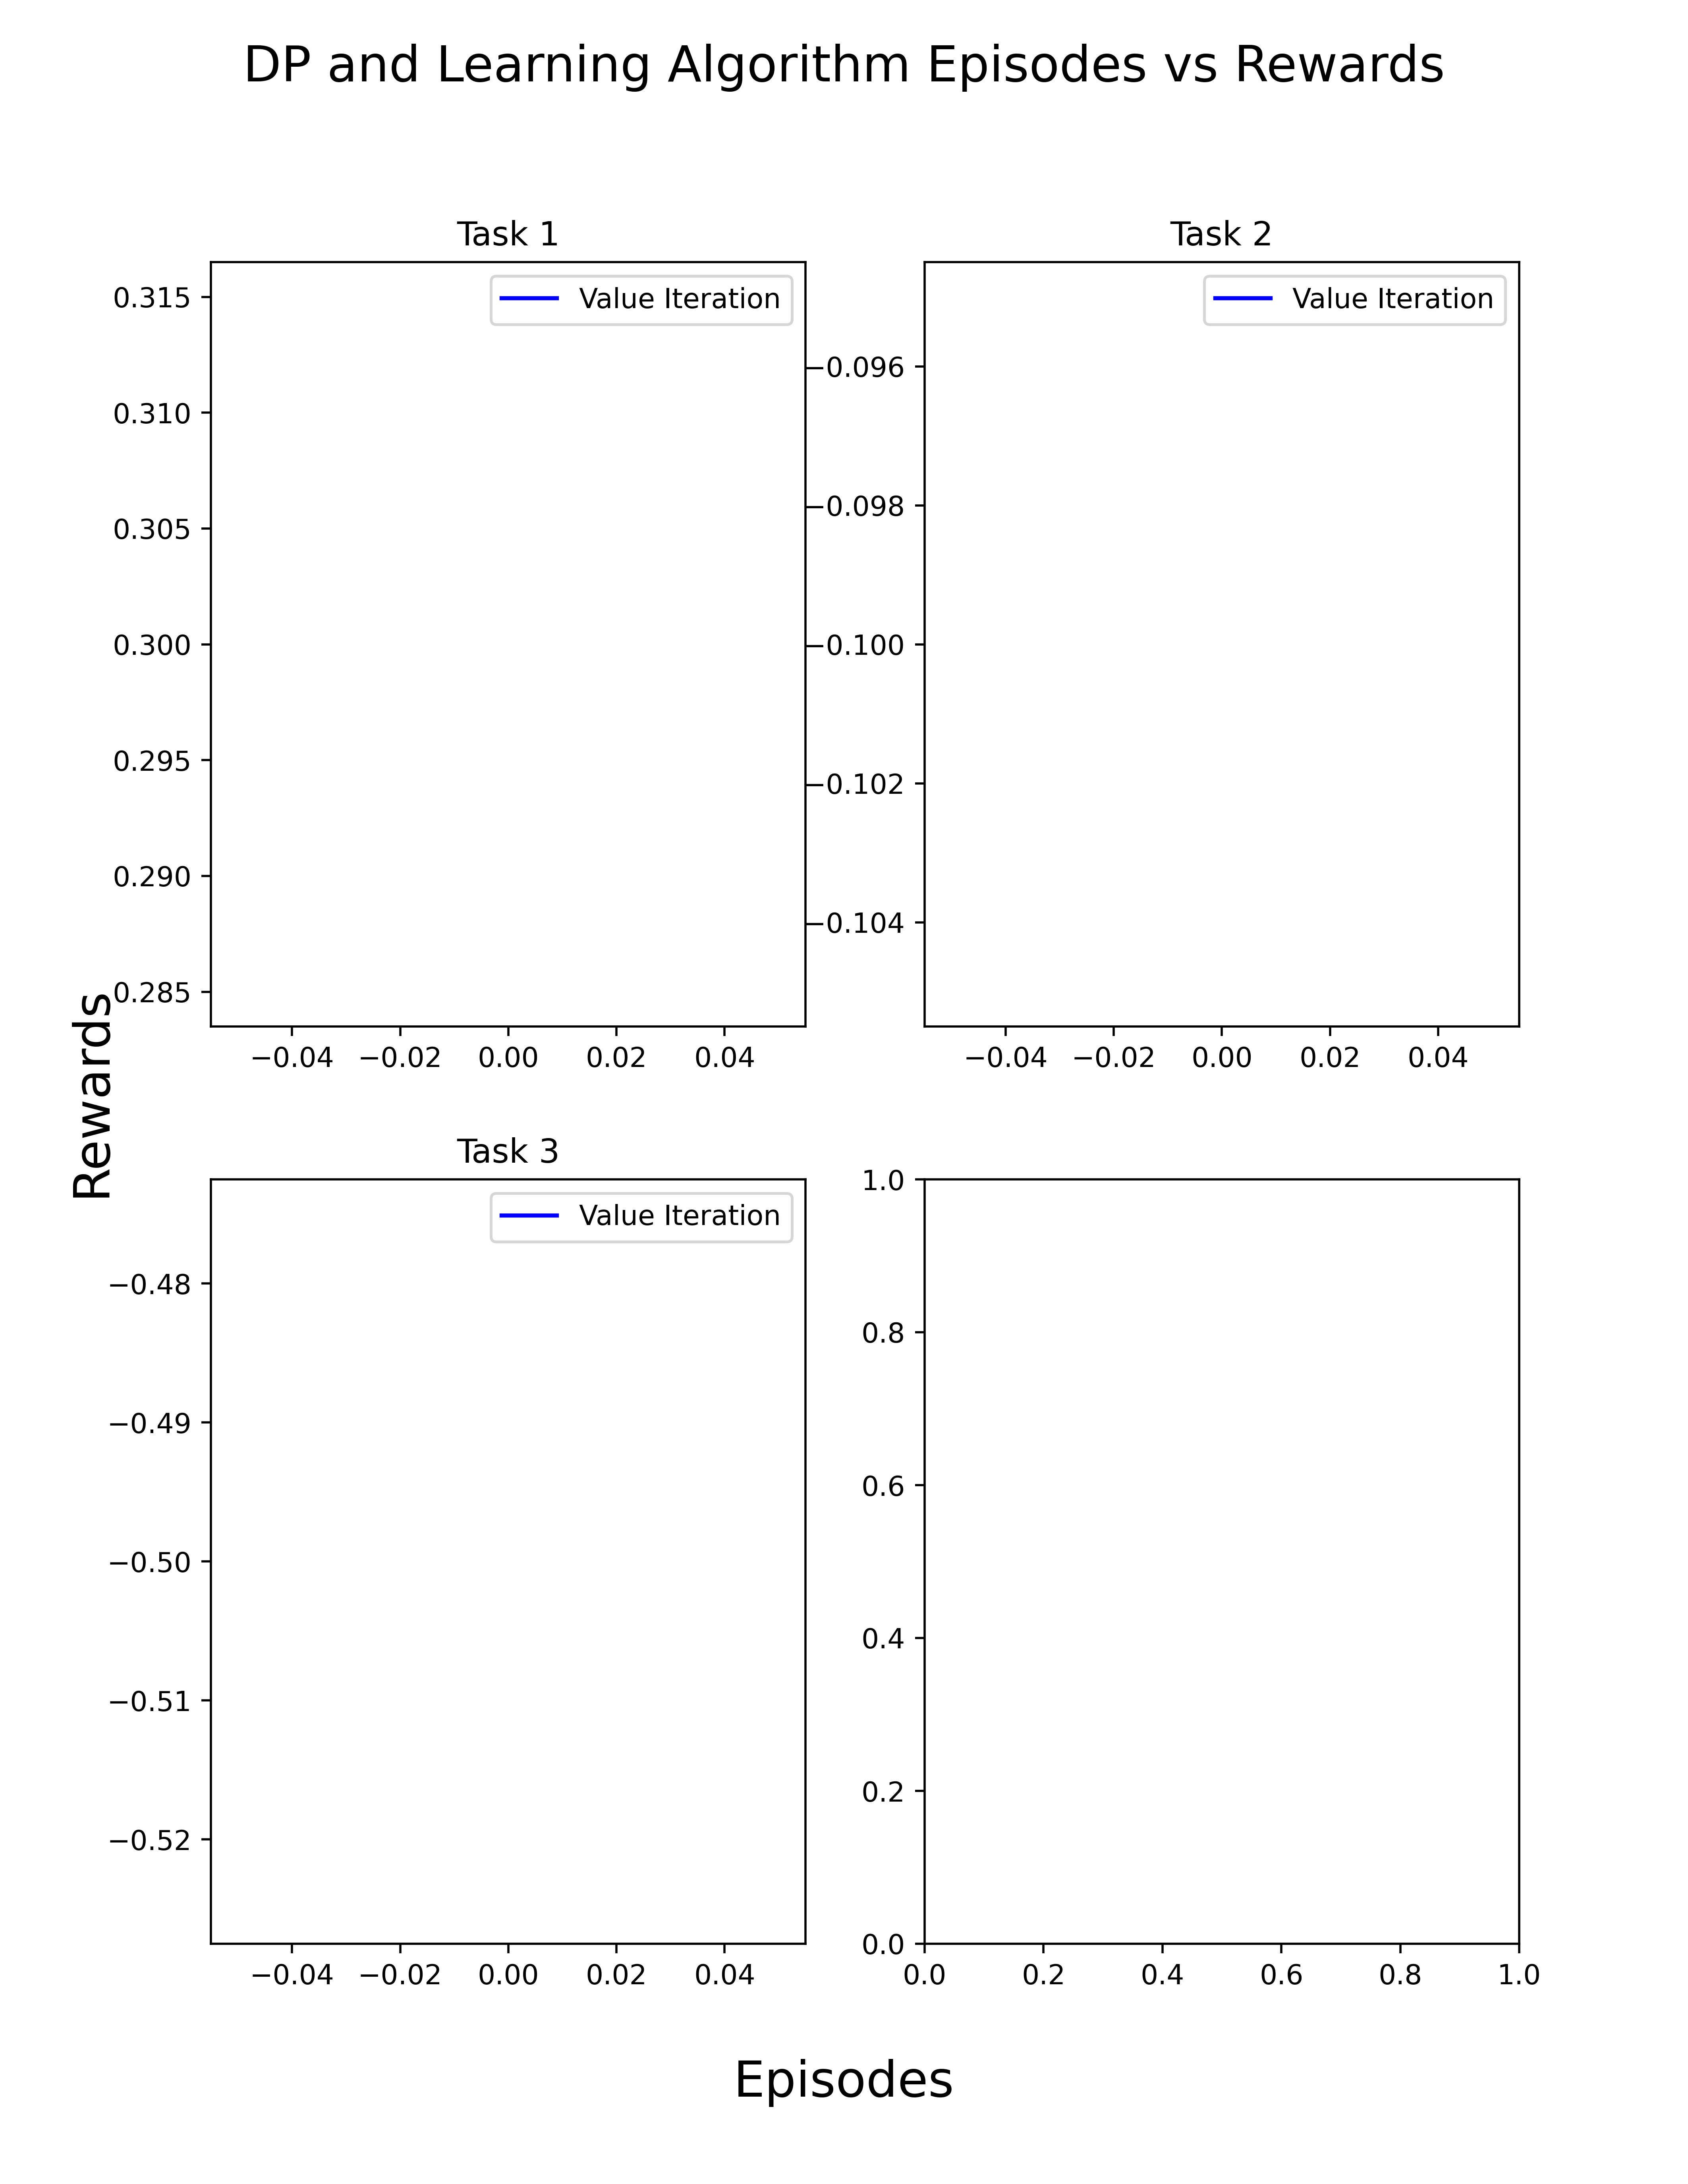 DP and Learning Algorithm Episodes vs Rewards
Task 1
Value Iteration
0.315
0.310
0.305
0.300
0.295
0.290
0.285
−0.04 −0.02 0.00 0.02 0.04
Task 2
Value Iteration
−0.096
−0.098
−0.100
−0.102
−0.104
−0.04 −0.02 0.00 0.02 0.04
Rewards
Task 3
Value Iteration
−0.48
−0.49
−0.50
−0.51
−0.52
−0.04 −0.02 0.00 0.02 0.04
1.0
0.8
0.6
0.4
0.2
0.0
0.0 0.2 0.4 0.6 0.8 1.0
Episodes